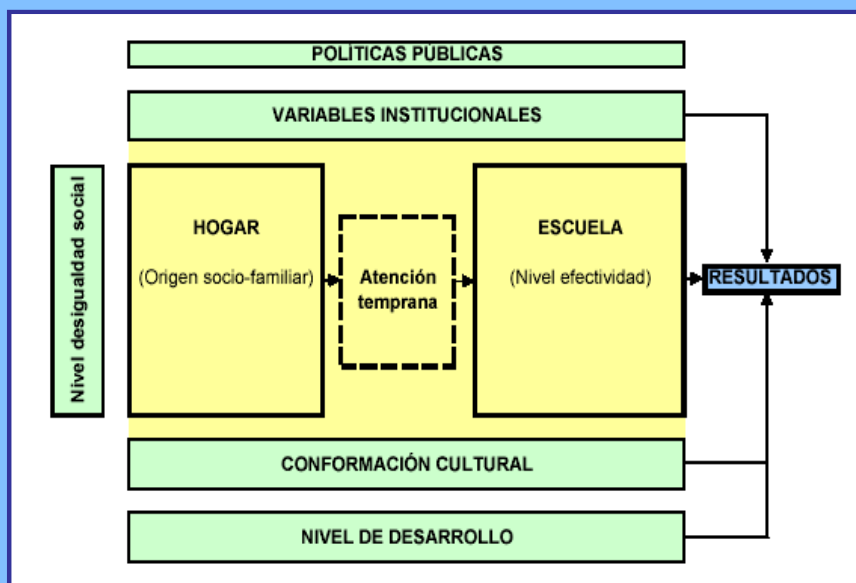 POLÍTICAS PÚBLICAS
VARIABLES INSTITUCIONALES
Nivel desigualdad social
HOGAR
(Origen socio-familiar)
Atención
temprana
ESCUELA
(Nivel efectividad)
RESULTADOS
CONFORMACIÓN CULTURAL
NIVEL DE DESARROLLO